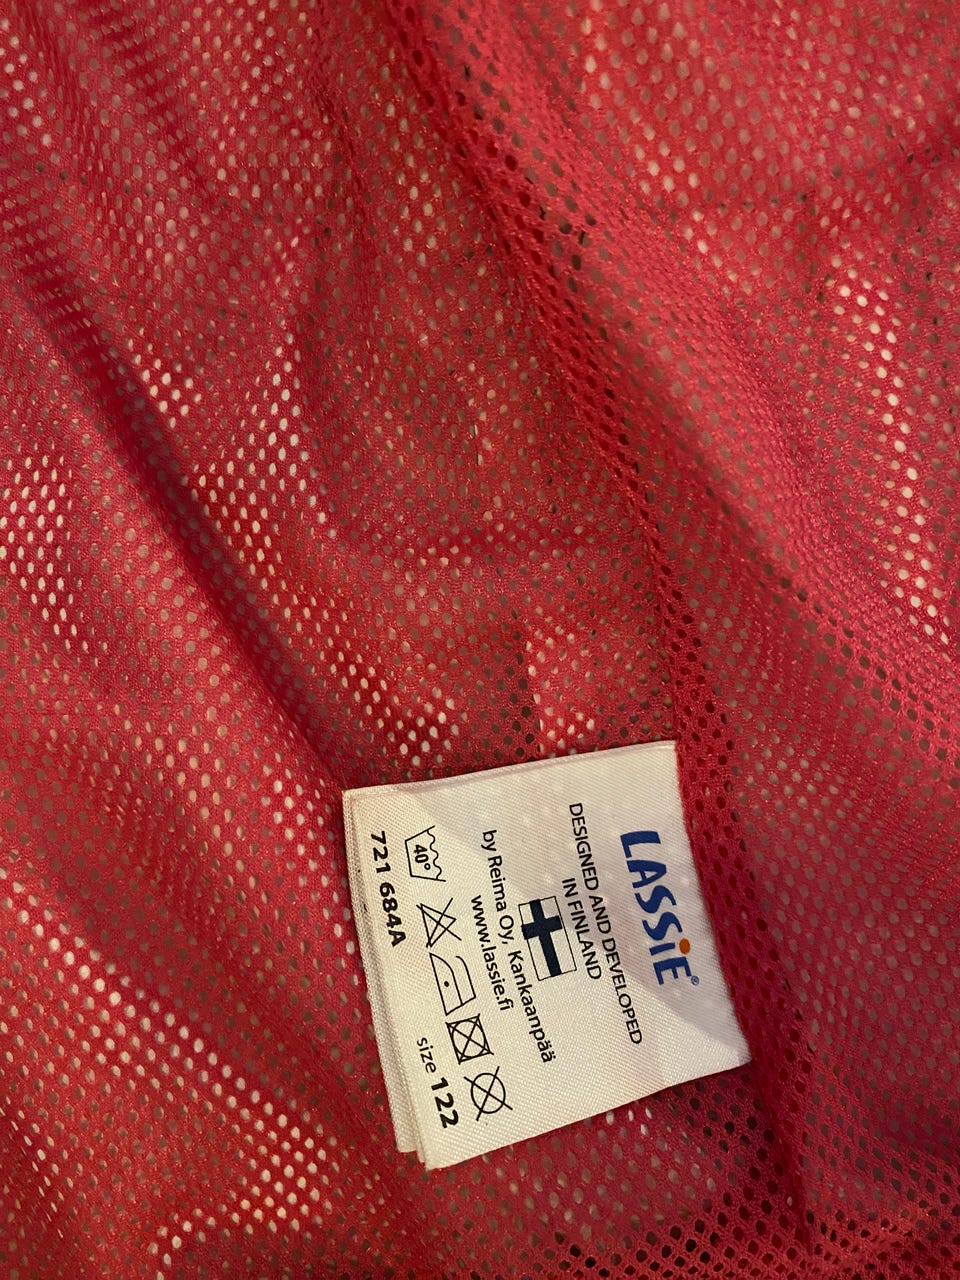 LASSiE®
DESIGNED AND DEVELOPED
IN FINLAND
by Reima Oy, Kankaanpää
www.lassie.fi
40°
size 122
721 684A